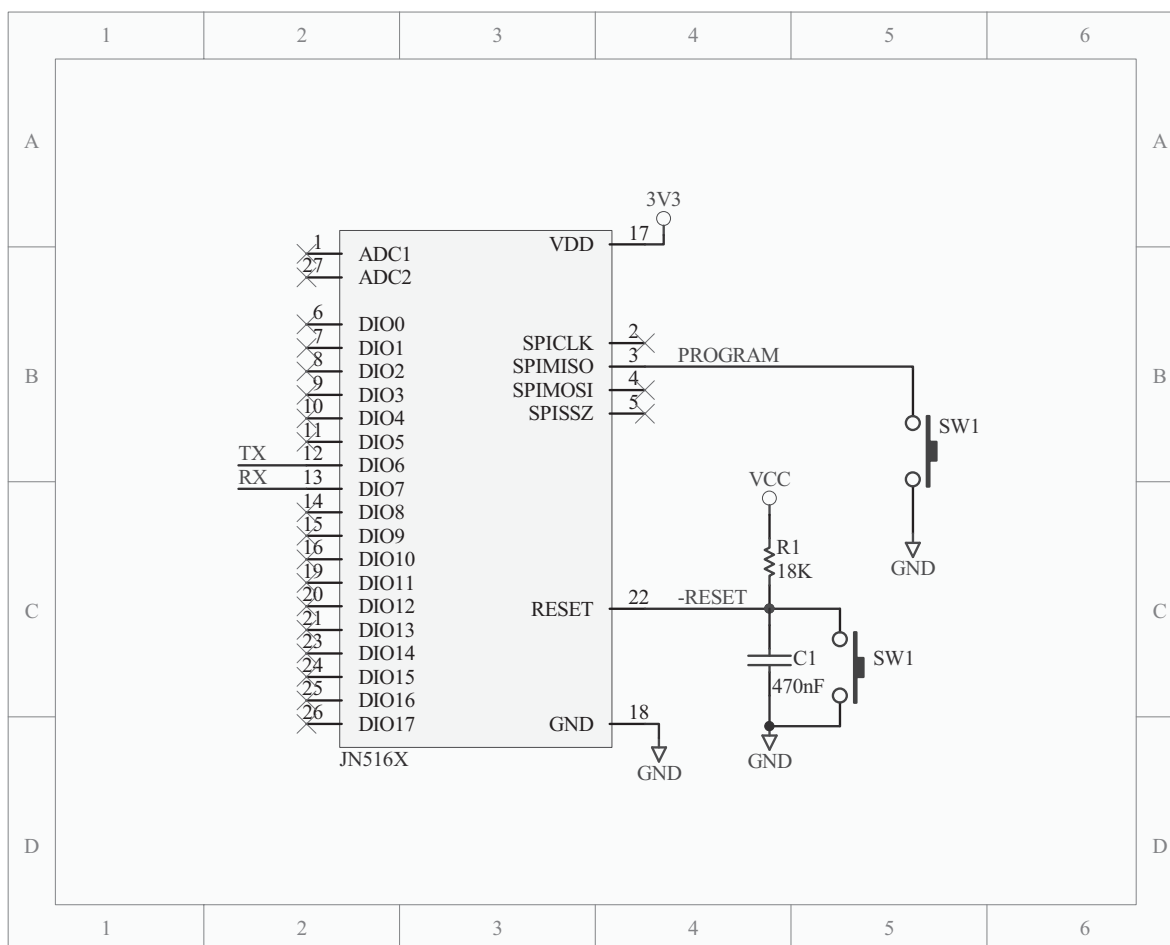 1 2 3 4 5 6
A A
3V3
1 ADC1 VDD 17
27 ADC2
6 DIO0
7 DIO1 SPICLK 2
8 DIO2 SPIMISO 3 PROGRAM
B B
9 DIO3 SPIMOSI 4
10 DIO4 SPISSZ 5
11 DIO5 SW1
TX 12 DIO6
RX 13 DIO7 VCC
14 DIO8
15 DIO9 R1
16 DIO10 18K GND
19 DIO11
20 DIO12 RESET 22 -RESET
C C
21 DIO13
23 DIO14 C1 SW1
24 DIO15 470nF
25 DIO16
26 DIO17 GND 18
JN516X GND GND
D D
1 2 3 4 5 6